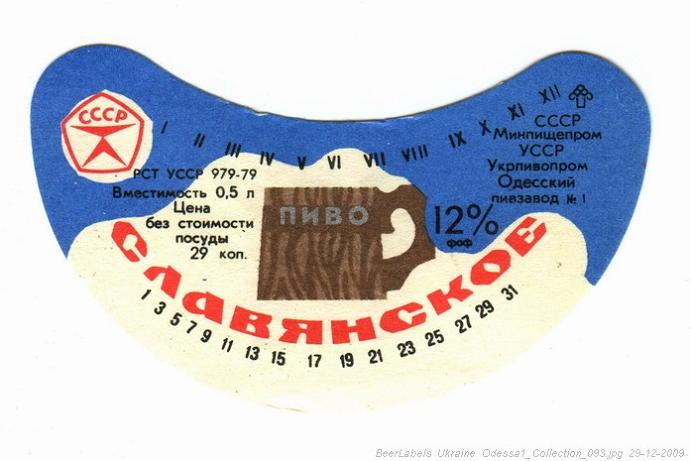 СССР
I II III IV V VI VII VIII IX X XI XII
РСТ УССР 979-79
Вместимость 0,5 л
Цена
без стоимости
посуды
29 коп.
ПИВО
12%
фоф
СССР
Минпищепром
УССР
Укрпивопром
Одесский
пивзавод № 1
СЛАВЯНСКОЕ
1 3 5 7 9 11 13 15 17 19 21 23 25 27 29 31
BeerLabels Ukraine Odessa1_Collection_093.jpg 29-12-2009